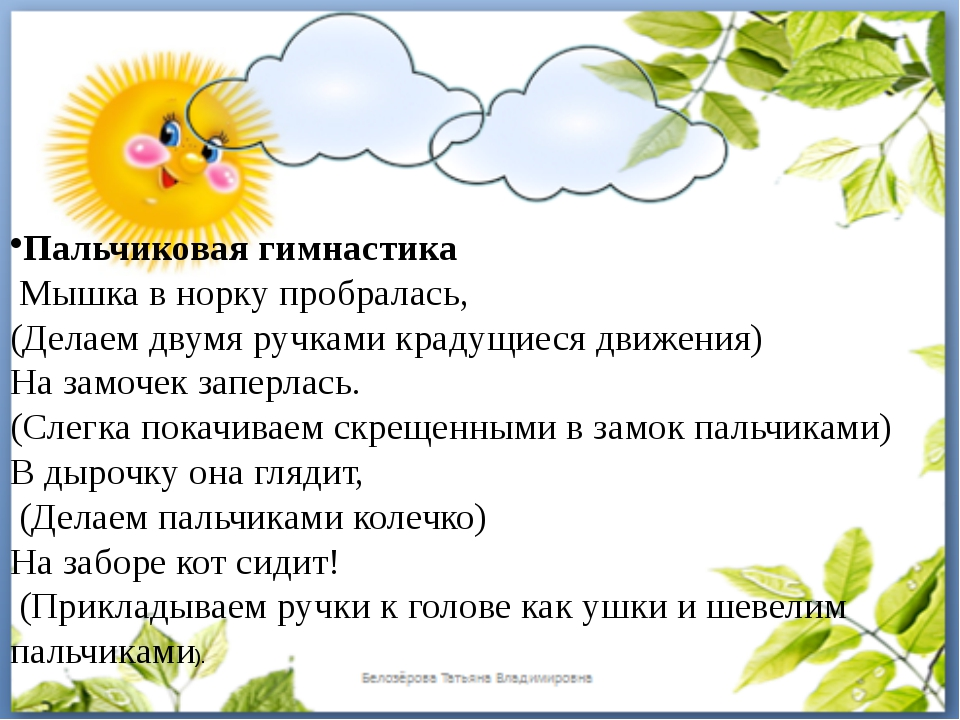 •Пальчиковая гимнастика
Мышка в норку пробралась,
(Делаем двумя ручками крадущиеся движения)
На замочек заперлась.
(Слегка покачиваем скрещенными в замок пальчиками)
В дырочку она глядит,
(Делаем пальчиками колечко)
На заборе кот сидит!
(Прикладываем ручки к голове как ушки и шевелим
пальчиками).
Белозёрова Татьяна Владимировна